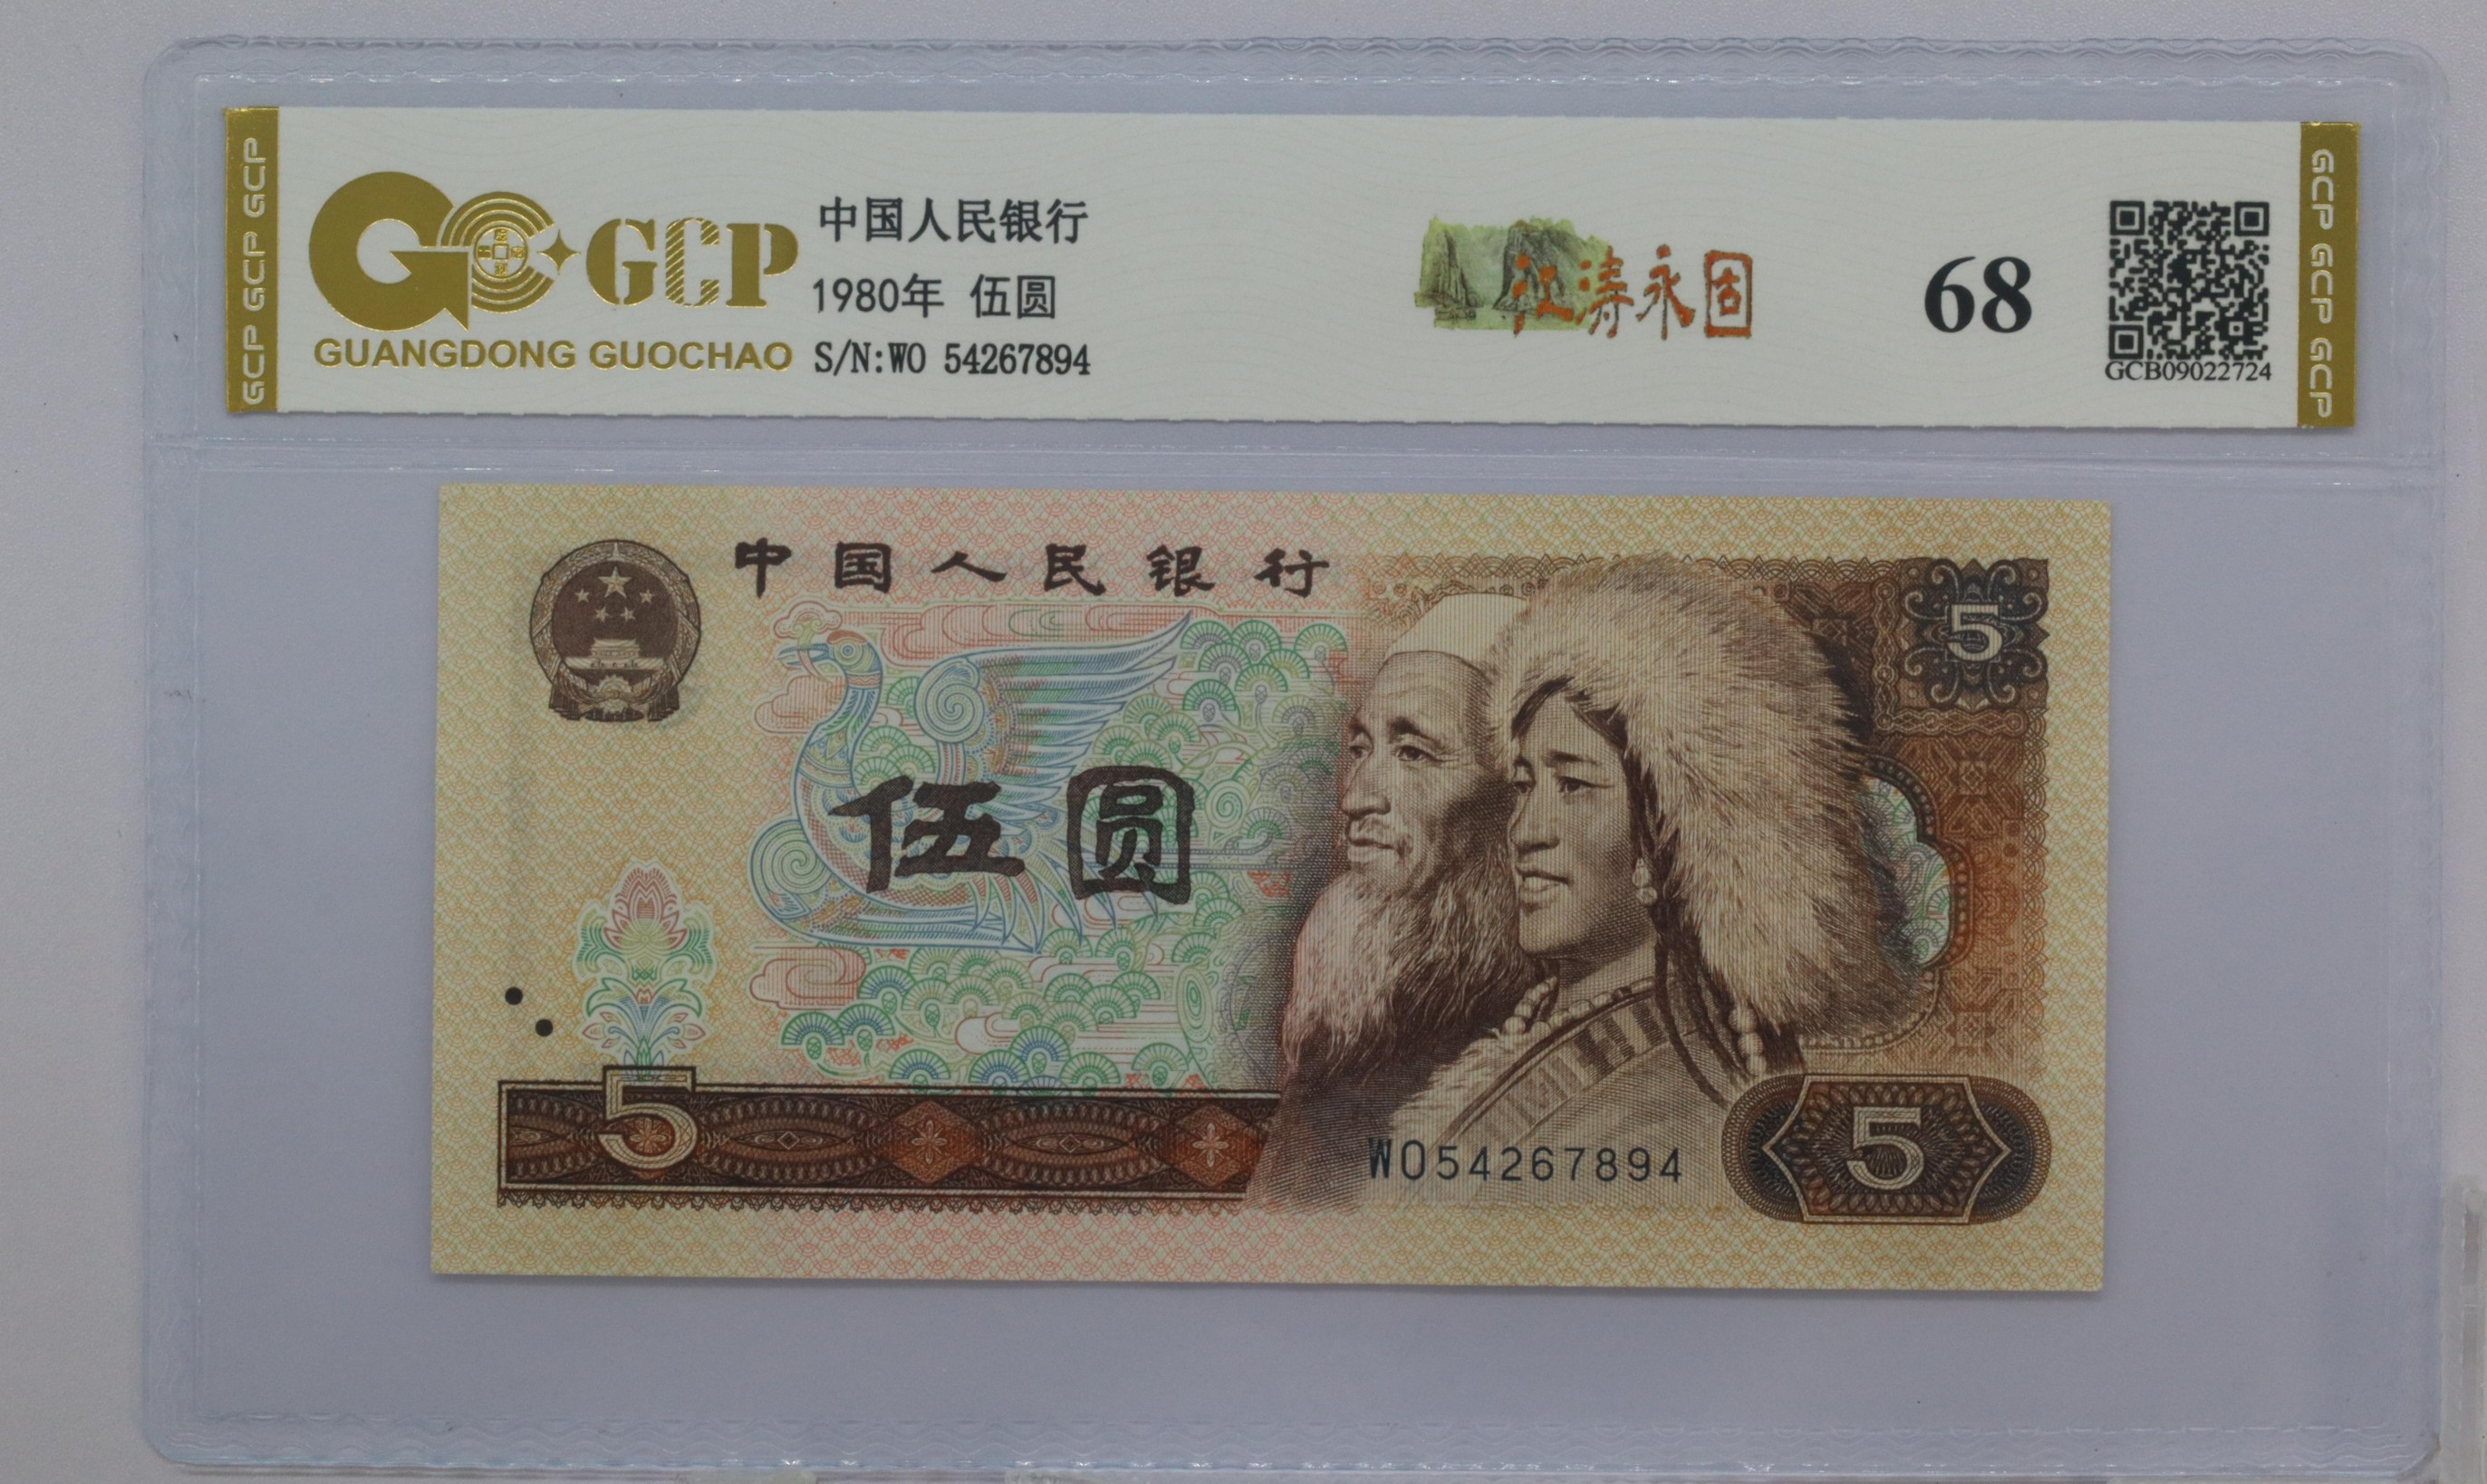 GCP GCP GCP
GCP
GUANGDONG GUOCHAO
中国人民银行
1980年 伍圆
S/N:WO 54267894
江涛永固
68
GCB09022724
GCP GCP GCP
中国人民银行
5
伍圆
5
WO54267894
5